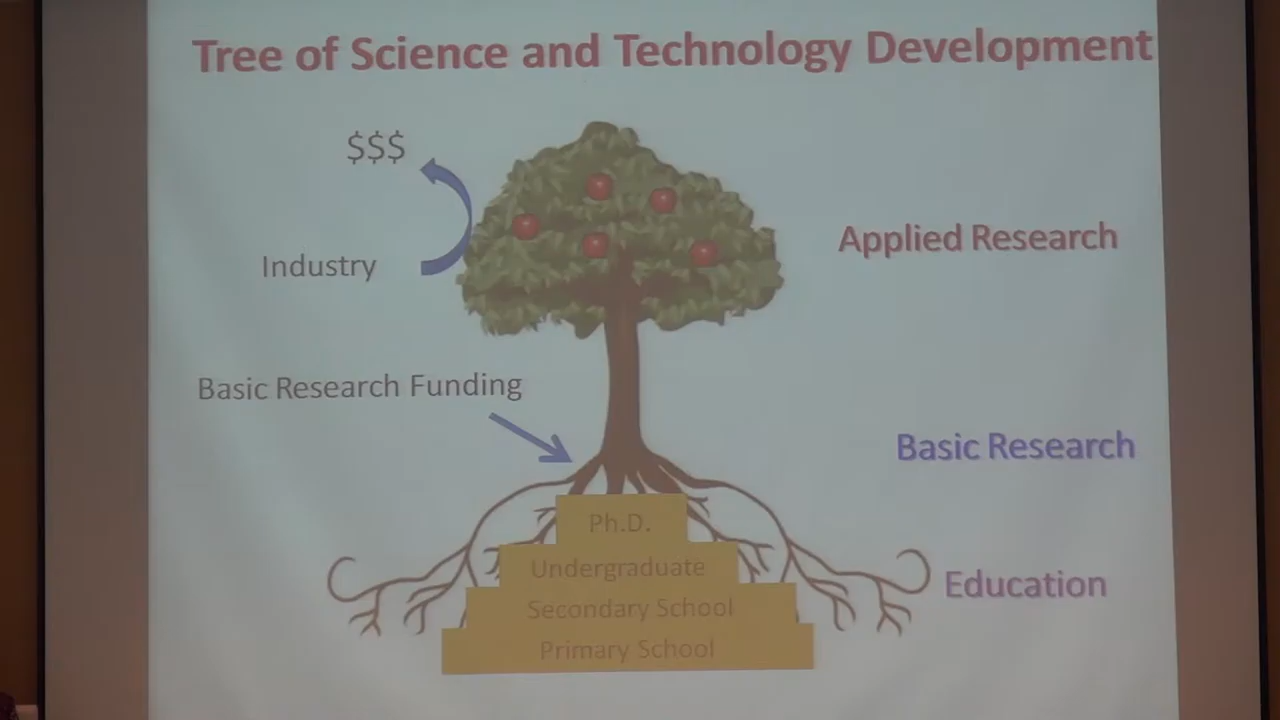 Tree of Science and Technology Development
$$$
Industry
Applied Research
Basic Research Funding
Basic Research
Ph.D.
Undergraduate
Secondary School
Primary School
Education